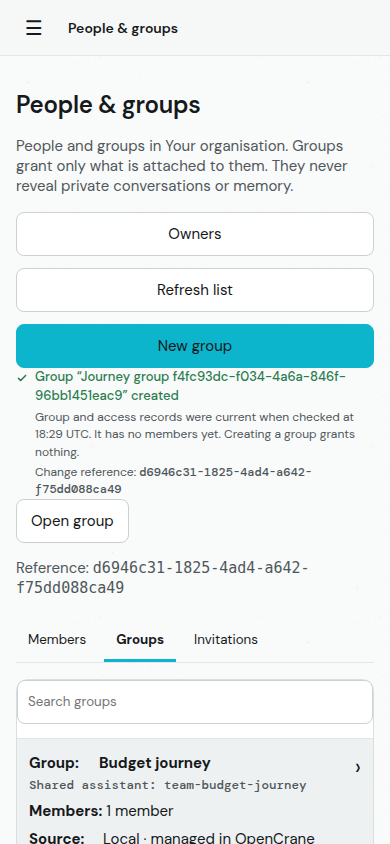 ☰ People & groups
People & groups
People and groups in Your organisation. Groups
grant only what is attached to them. They never
reveal private conversations or memory.
Owners
Refresh list
New group
✓ Group “Journey group f4fc93dc-f034-4a6a-846f-
96bb1451eac9” created
Group and access records were current when checked at
18:29 UTC. It has no members yet. Creating a group grants
nothing.
Change reference: d6946c31-1825-4ad4-a642-
f75dd088ca49
Open group
Reference: d6946c31-1825-4ad4-a642-
f75dd088ca49
Members Groups Invitations
Search groups
Group: Budget journey ›
Shared assistant: team-budget-journey
Members: 1 member
Source: Local · managed in OpenCrane